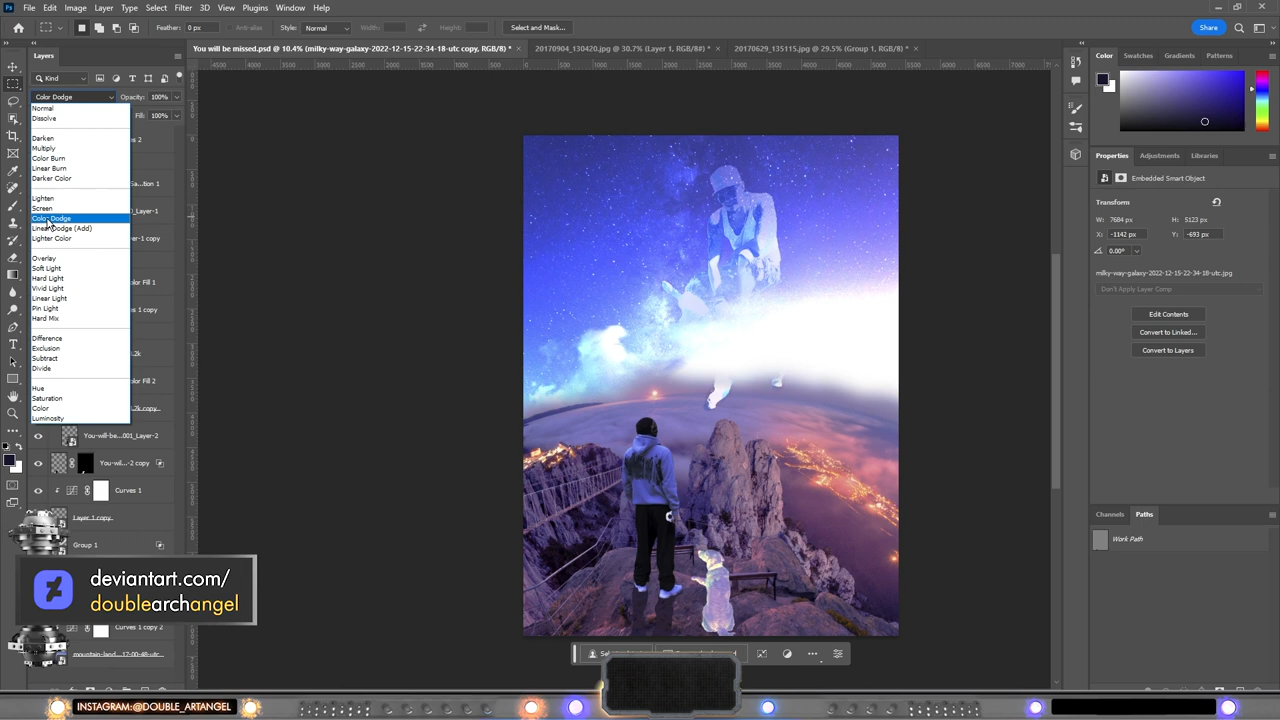 File Edit Image Layer Type Select Filter 3D View Plugins Window Help
Feather: 0 px Anti-alias Style: Normal Width: Height: Select and Mask... Share
Layers
You will be missed.psd @ 10.4% (milky-way-galaxy-2022-12-15-22-34-18-utc copy, RGB/8) *
20170904_130420.jpg @ 30.7% (Layer 1, RGB/8#) *
20170629_135115.jpg @ 29.5% (Group 1, RGB/8) *
Kind
Color Dodge Opacity: 100%
Fill: 100%
Normal
Dissolve
Darken
Multiply
Color Burn
Linear Burn
Darker Color
Lighten
Screen
Color Dodge
Linear Dodge (Add)
Lighter Color
Overlay
Soft Light
Hard Light
Vivid Light
Linear Light
Pin Light
Hard Mix
Difference
Exclusion
Subtract
Divide
Hue
Saturation
Color
Luminosity
You-will-be...001_Layer-2
You-wil...-2 copy
Curves 1
Layer 1 copy
Group 1
deviantart.com/
doublearchangel
Curves 1 copy 2
mountain-land...17-00-48-utc...
INSTAGRAM:@DOUBLE_ARTANGEL
Color Swatches Gradients Patterns
Properties Adjustments Libraries
Embedded Smart Object
Transform
W: 7684 px H: 5123 px
X: -1142 px Y: -693 px
0.00°
milky-way-galaxy-2022-12-15-22-34-18-utc.jpg
Don't Apply Layer Comp
Edit Contents
Convert to Linked...
Convert to Layers
Channels Paths
Work Path